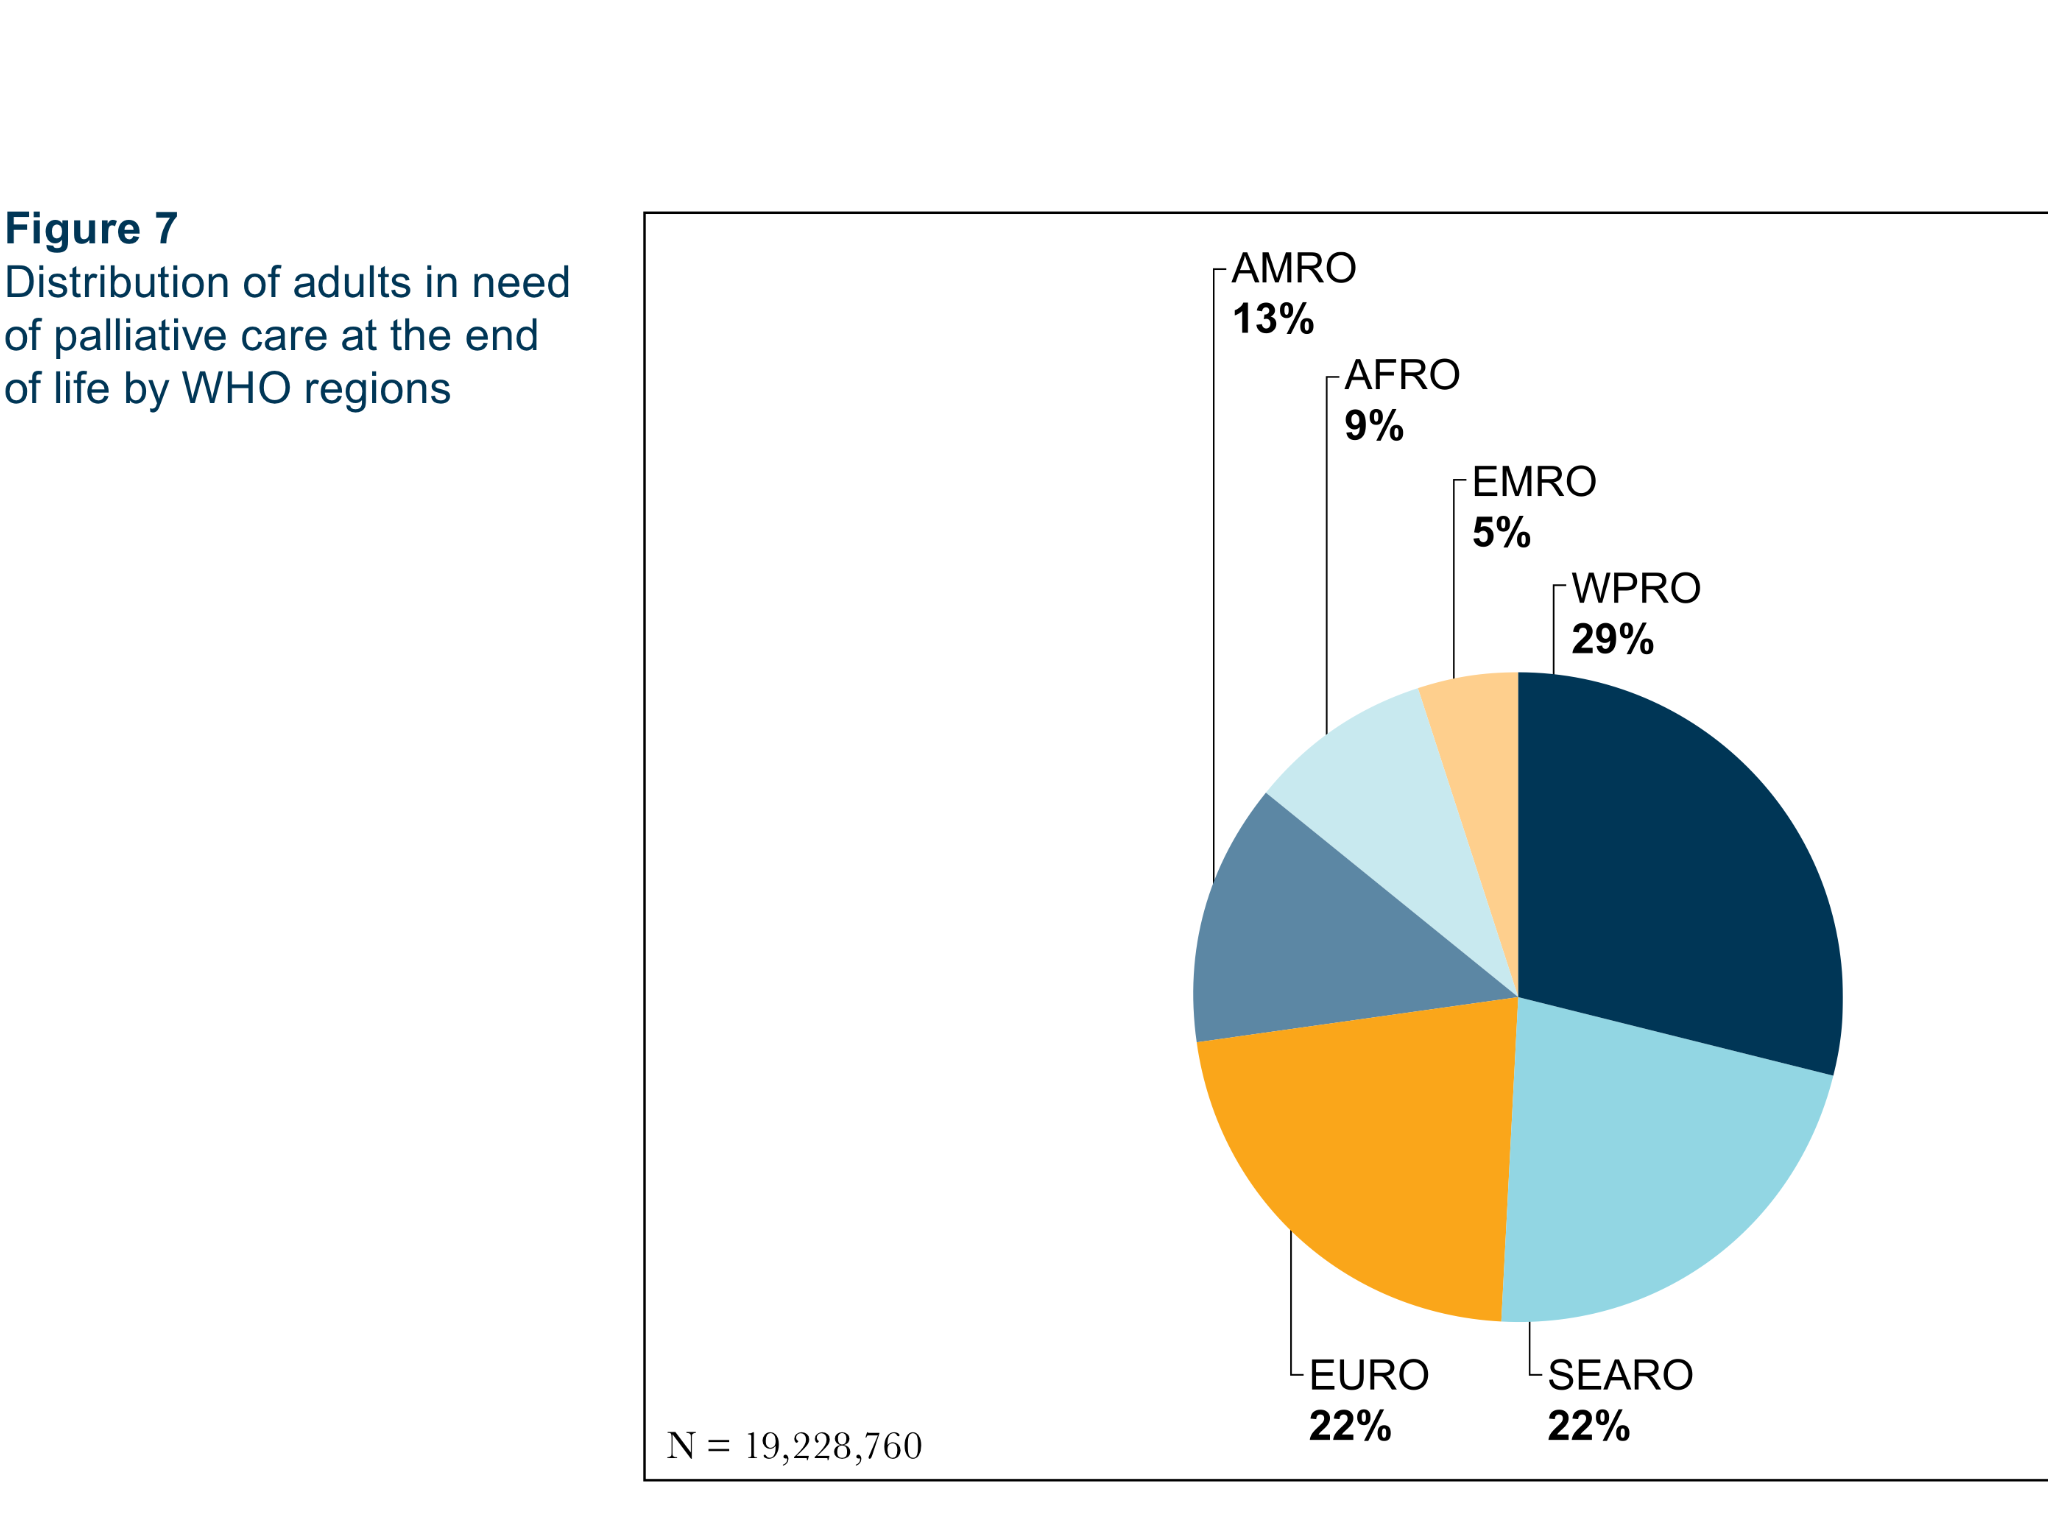 Figure 7
Distribution of adults in need
of palliative care at the end
of life by WHO regions
AMRO
13%
AFRO
9%
EMRO
5%
WPRO
29%
EURO
22%
SEARO
22%
N = 19,228,760